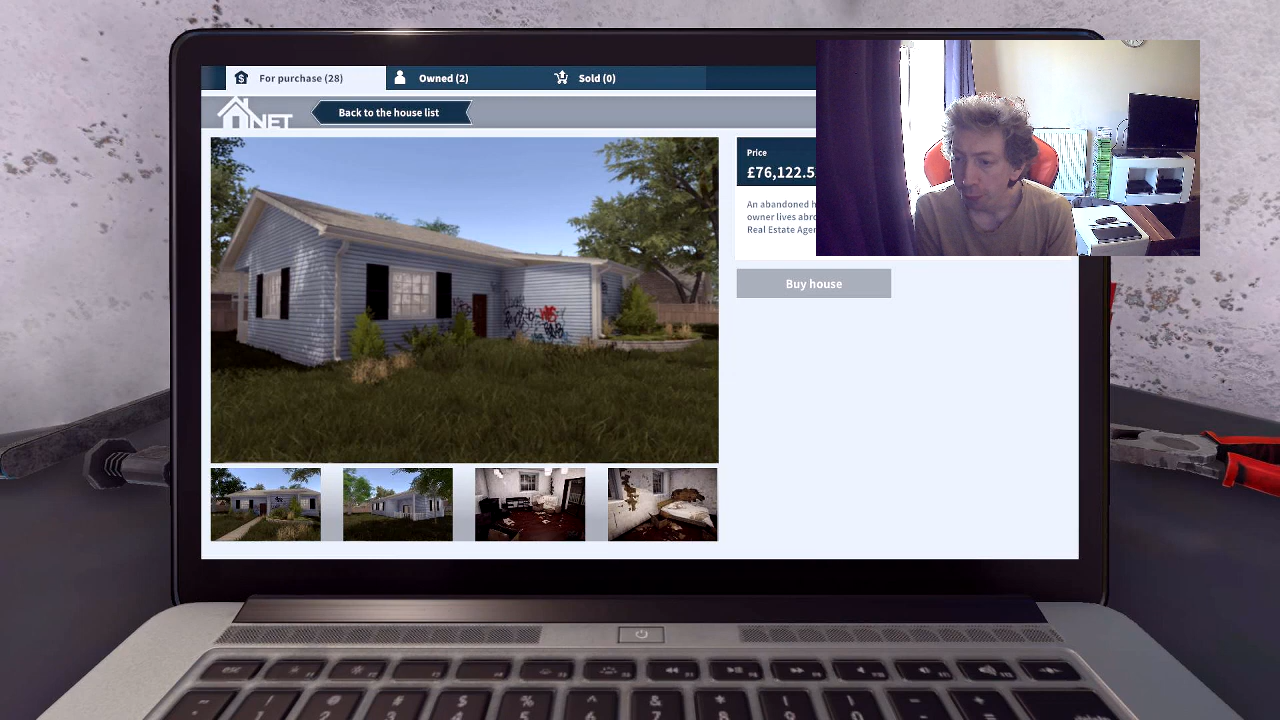 For purchase (28)
Owned (2)
Sold (0)
NET
Back to the house list
Price
£76,122.5
An abandoned h
owner lives abro
Real Estate Agen
Buy house